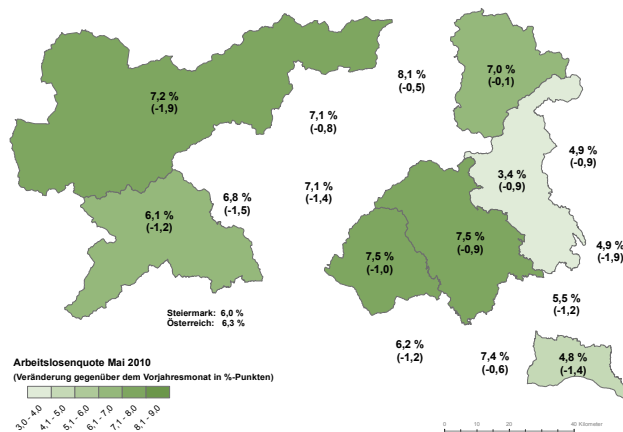 8,1 %
(-0,5)
7,0 %
(-0,1)
7,2 %
(-1,9)
7,1 %
(-0,8)
4,9 %
(-0,9)
3,4 %
(-0,9)
6,8 %
(-1,5)
7,1 %
(-1,4)
6,1 %
(-1,2)
7,5 %
(-0,9)
4,9 %
(-1,9)
7,5 %
(-1,0)
5,5 %
(-1,2)
Steiermark: 6,0 %
Österreich: 6,3 %
6,2 %
(-1,2)
7,4 %
(-0,6)
4,8 %
(-1,4)
Arbeitslosenquote Mai 2010
(Veränderung gegenüber dem Vorjahresmonat in %-Punkten)
3,0 - 4,0
4,1 - 5,0
5,1 - 6,0
6,1 - 7,0
7,1 - 8,0
8,1 - 9,0
0 10 20 40 Kilometer